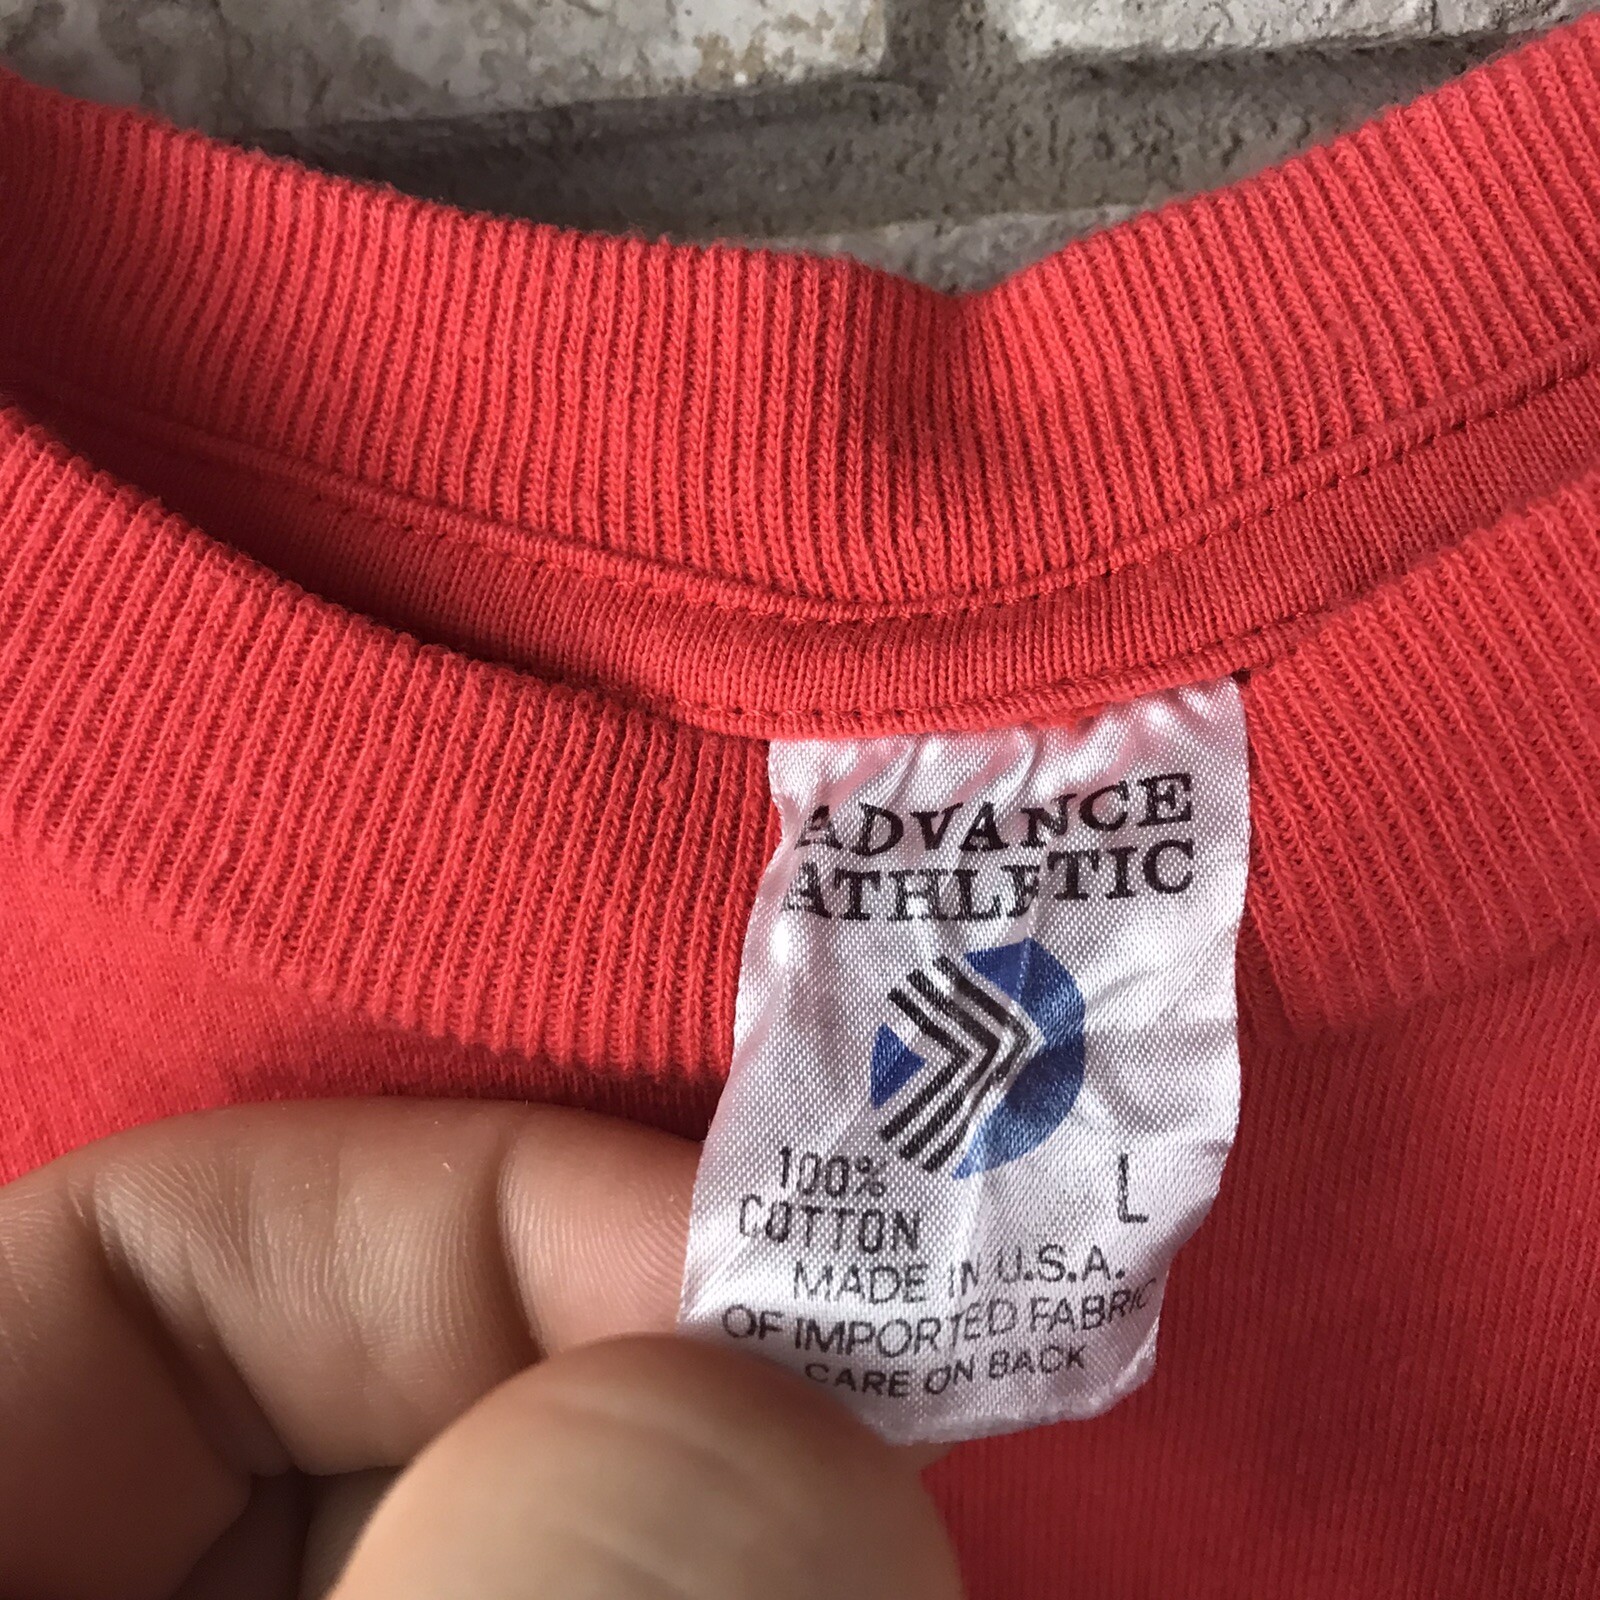 ADVANCE
ATHLETIC
100%
COTTON
L
MADE IN U.S.A.
OF IMPORTED FABRIC
CARE ON BACK